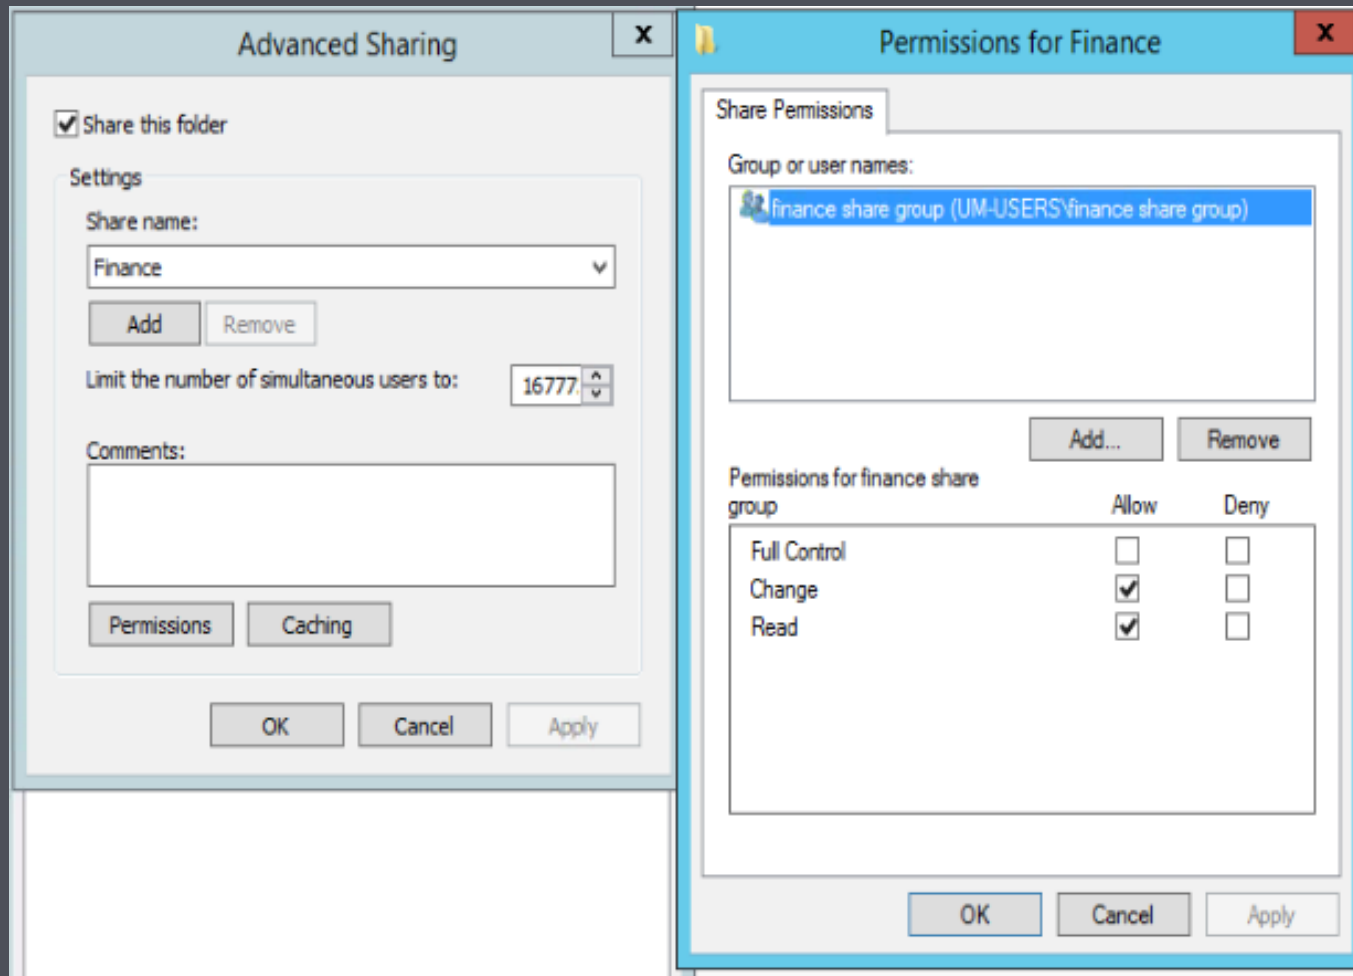 Advanced Sharing
x
Share this folder
Settings
Share name:
Finance
Add
Remove
Limit the number of simultaneous users to:
16777
Comments:
Permissions
Caching
OK
Cancel
Apply
Permissions for Finance
x
Share Permissions
Group or user names:
finance share group (UM-USERS\finance share group)
Add...
Remove
Permissions for finance share
group
Allow
Deny
Full Control
Change
Read
OK
Cancel
Apply